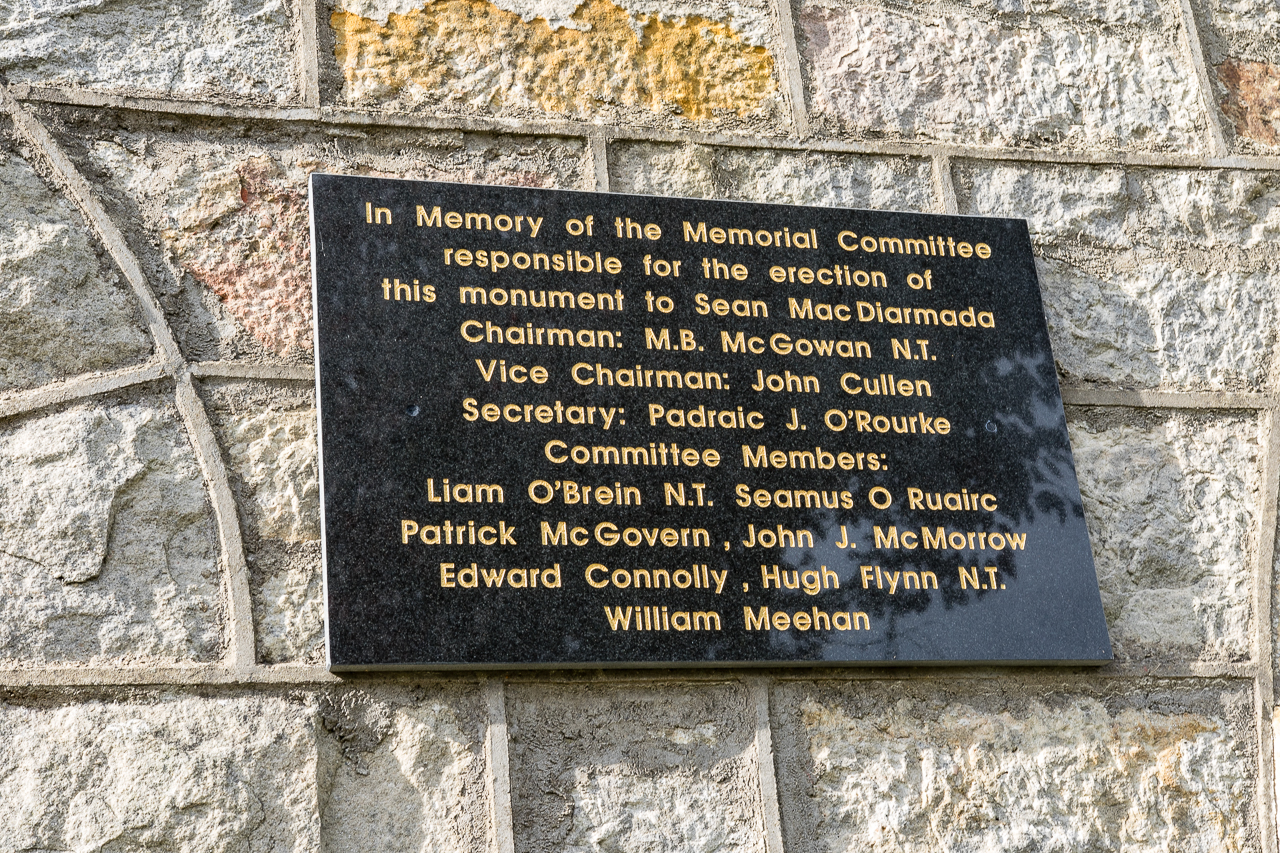 In Memory of the Memorial Committee
responsible for the erection of
this monument to Sean MacDiarmada
Chairman: M.B. McGowan N.T.
Vice Chairman: John Cullen
Secretary: Padraic J. O'Rourke
Committee Members:
Liam O'Brein N.T. Seamus O Ruairc
Patrick McGovern , John J. McMorrow
Edward Connolly , Hugh Flynn N.T.
William Meehan